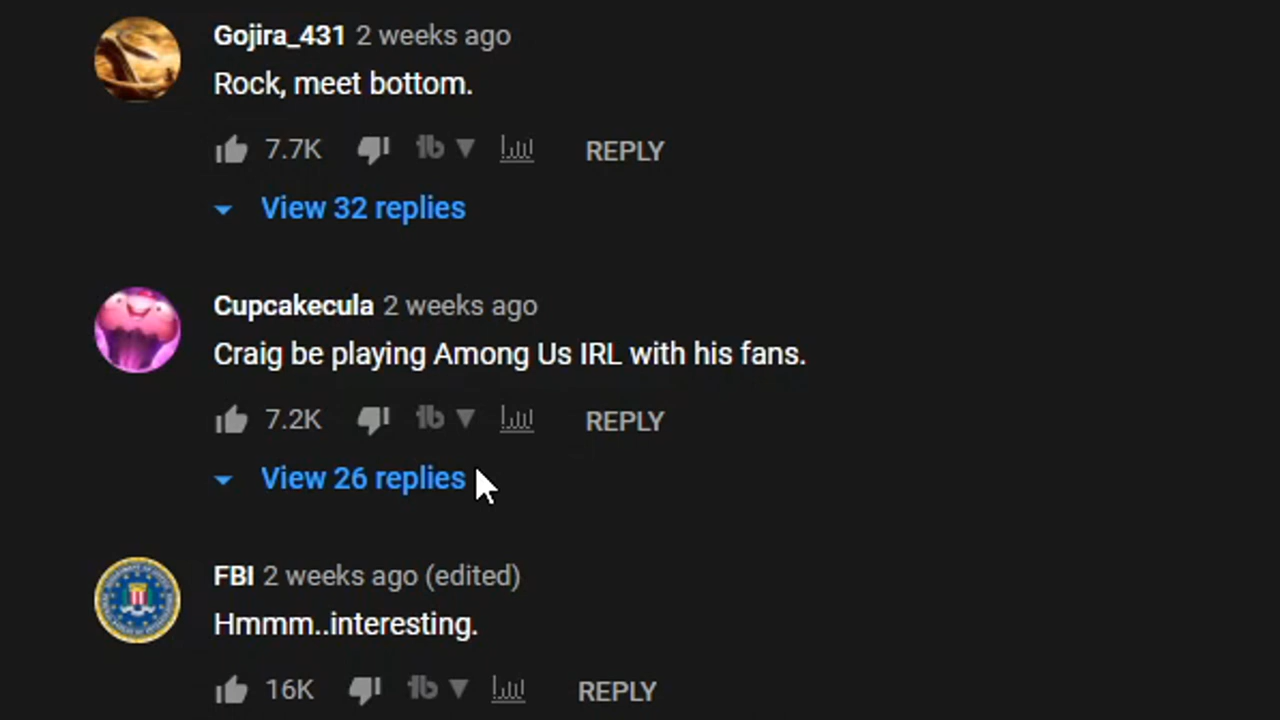 Gojira_431 2 weeks ago
Rock, meet bottom.
7.7K REPLY
View 32 replies
Cupcakecula 2 weeks ago
Craig be playing Among Us IRL with his fans.
7.2K REPLY
View 26 replies
FBI 2 weeks ago (edited)
Hmmm..interesting.
16K REPLY